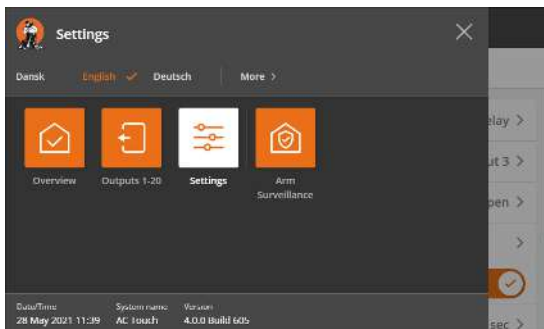 Settings
Dansk English Deutsch More
Overview Outputs 1-20 Settings Arm Surveillance
Date/Time System name Version
28 May 2021 11:39 AC Touch 4.0.0 Build 605
elay
ut 3
pen
sec